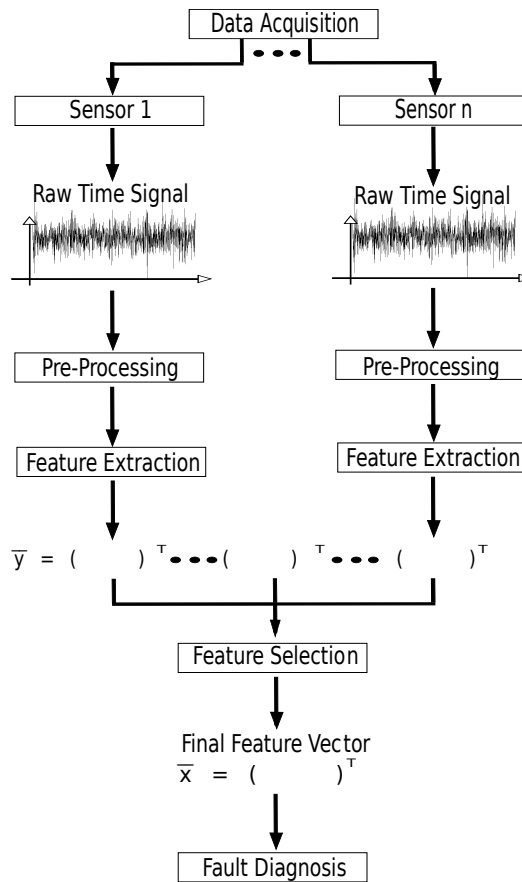 Data Acquisition
Sensor 1
Sensor n
Raw Time Signal
Raw Time Signal
Pre-Processing
Pre-Processing
Feature Extraction
Feature Extraction
y̅ = ( )ᵀ •••( )ᵀ ••• ( )ᵀ
Feature Selection
Final Feature Vector
x̅ = ( )ᵀ
Fault Diagnosis